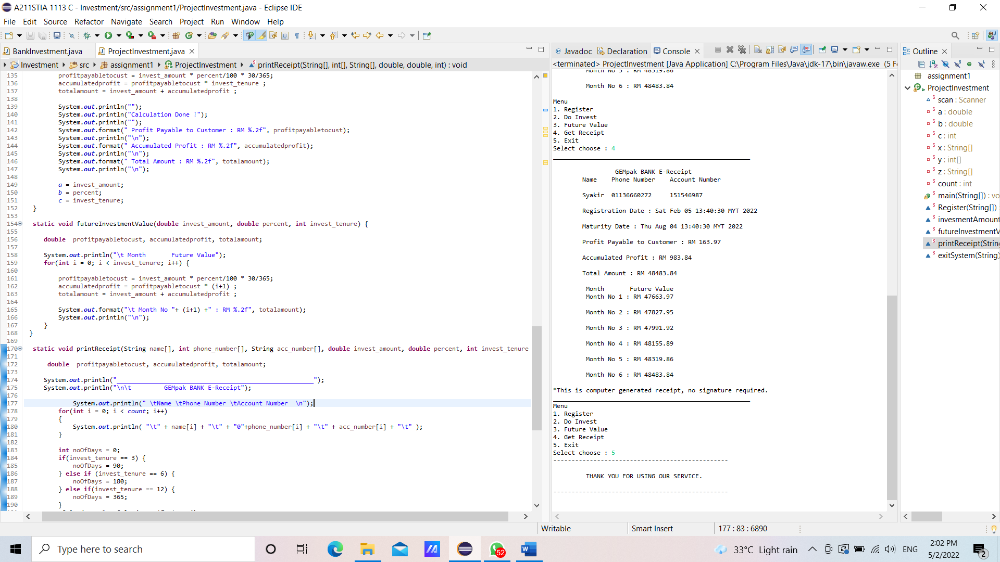 A211STIA 1113 C - Investment/src/assignment1/ProjectInvestment.java - Eclipse IDE
File Edit Source Refactor Navigate Search Project Run Window Help
BankInvestment.java ProjectInvestment.java
Investment src assignment1 ProjectInvestment printReceipt(String[], int[], String[], double, double, int) : void
135 profitpayabletocust = invest_amount * percent/100 * 30/365;
136 accumulatedprofit = profitpayabletocust * invest_tenure ;
137 totalamount = invest_amount + accumulatedprofit ;
138
139 System.out.println("");
140 System.out.println("Calculation Done !");
141 System.out.println("");
142 System.out.format(" Profit Payable to Customer : RM %.2f", profitpayabletocust);
143 System.out.println("\n");
144 System.out.format(" Accumulated Profit : RM %.2f", accumulatedprofit);
145 System.out.println("\n");
146 System.out.format(" Total Amount : RM %.2f", totalamount);
147 System.out.println("\n");
148
149 a = invest_amount;
150 b = percent;
151 c = invest_tenure;
152 }
153
154 static void futureInvestmentValue(double invest_amount, double percent, int invest_tenure) {
155
156 double profitpayabletocust, accumulatedprofit, totalamount;
157
158 System.out.println("\t Month Future Value");
159 for(int i = 0; i < invest_tenure; i++) {
160
161 profitpayabletocust = invest_amount * percent/100 * 30/365;
162 accumulatedprofit = profitpayabletocust * (i+1) ;
163 totalamount = invest_amount + accumulatedprofit ;
164
165 System.out.format("\t Month No "+ (i+1) +" : RM %.2f", totalamount);
166 System.out.println("\n");
167 }
168 }
169
170 static void printReceipt(String name[], int phone_number[], String acc_number[], double invest_amount, double percent, int invest_tenure
171
172 double profitpayabletocust, accumulatedprofit, totalamount;
173
174 System.out.println("______________________________________________________");
175 System.out.println("\n\t GEMpak BANK E-Receipt");
176
177 System.out.println(" \tName \tPhone Number \tAccount Number \n");
178 for(int i = 0; i < count; i++)
179 {
180 System.out.println( "\t" + name[i] + "\t" + "0"+phone_number[i] + "\t" + acc_number[i] + "\t" );
181 }
182
183 int noOfDays = 0;
184 if(invest_tenure == 3) {
185 noOfDays = 90;
186 } else if (invest_tenure == 6) {
187 noOfDays = 180;
188 } else if(invest_tenure == 12) {
189 noOfDays = 365;
190 }
Javadoc Declaration Console
<terminated> ProjectInvestment [Java Application] C:\Program Files\Java\jdk-17\bin\javaw.exe (5 Fe
Month No 5 : RM 48319.86
Month No 6 : RM 48483.84
Menu
1. Register
2. Do Invest
3. Future Value
4. Get Receipt
5. Exit
Select choose : 4
______________________________________________________
GEMpak BANK E-Receipt
Name Phone Number Account Number
Syakir 01136660272 151546987
Registration Date : Sat Feb 05 13:40:30 MYT 2022
Maturity Date : Thu Aug 04 13:40:30 MYT 2022
Profit Payable to Customer : RM 163.97
Accumulated Profit : RM 983.84
Total Amount : RM 48483.84
Month Future Value
Month No 1 : RM 47663.97
Month No 2 : RM 47827.95
Month No 3 : RM 47991.92
Month No 4 : RM 48155.89
Month No 5 : RM 48319.86
Month No 6 : RM 48483.84
*This is computer generated receipt, no signature required.
______________________________________________________
Menu
1. Register
2. Do Invest
3. Future Value
4. Get Receipt
5. Exit
Select choose : 5
------------------------------------------------
THANK YOU FOR USING OUR SERVICE.
------------------------------------------------
Outline
assignment1
ProjectInvestment
scan : Scanner
a : double
b : double
c : int
x : String[]
y : int[]
z : String[]
count : int
main(String[]) : vo
Register(String[])
invesmentAmount
futureInvestmentV
printReceipt(String
exitSystem(String)
Writable Smart Insert 177 : 83 : 6890
Type here to search
52
33°C Light rain ENG
2:02 PM
5/2/2022
2